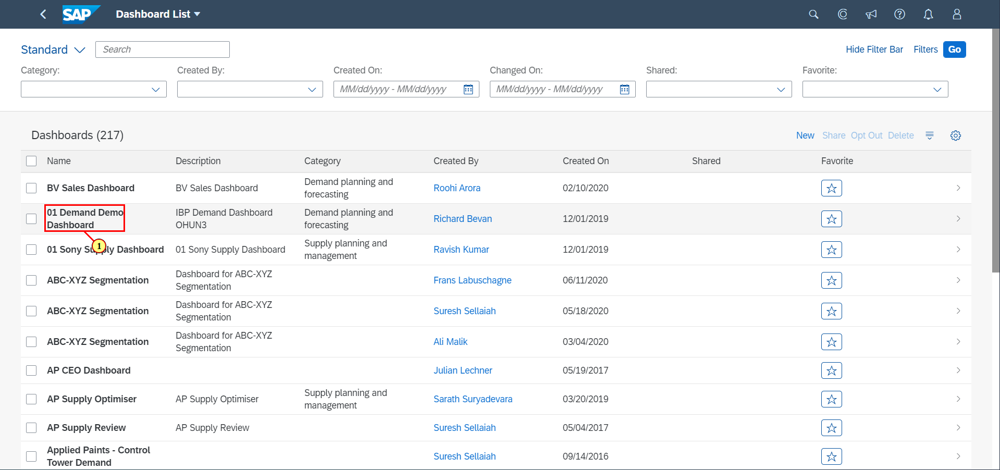 SAP Dashboard List
Standard Search Hide Filter Bar Filters Go
Category: Created By: Created On: Changed On: Shared: Favorite:
MM/dd/yyyy - MM/dd/yyyy MM/dd/yyyy - MM/dd/yyyy
Dashboards (217) New Share Opt Out Delete
Name Description Category Created By Created On Shared Favorite
BV Sales Dashboard BV Sales Dashboard Demand planning and
forecasting Roohi Arora 02/10/2020
01 Demand Demo
Dashboard IBP Demand Dashboard
OHUN3 Demand planning and
forecasting Richard Bevan 12/01/2019
1
01 Sony Supply Dashboard 01 Sony Supply Dashboard Supply planning and
management Ravish Kumar 12/01/2019
ABC-XYZ Segmentation Dashboard for ABC-XYZ
Segmentation Frans Labuschagne 06/11/2020
ABC-XYZ Segmentation Dashboard for ABC-XYZ
Segmentation Suresh Sellaiah 05/18/2020
ABC-XYZ Segmentation Dashboard for ABC-XYZ
Segmentation Ali Malik 03/04/2020
AP CEO Dashboard Julian Lechner 05/19/2017
AP Supply Optimiser AP Supply Optimiser Supply planning and
management Sarath Suryadevara 03/20/2019
AP Supply Review AP Supply Review Suresh Sellaiah 05/04/2017
Applied Paints - Control
Tower Demand Suresh Sellaiah 09/14/2016